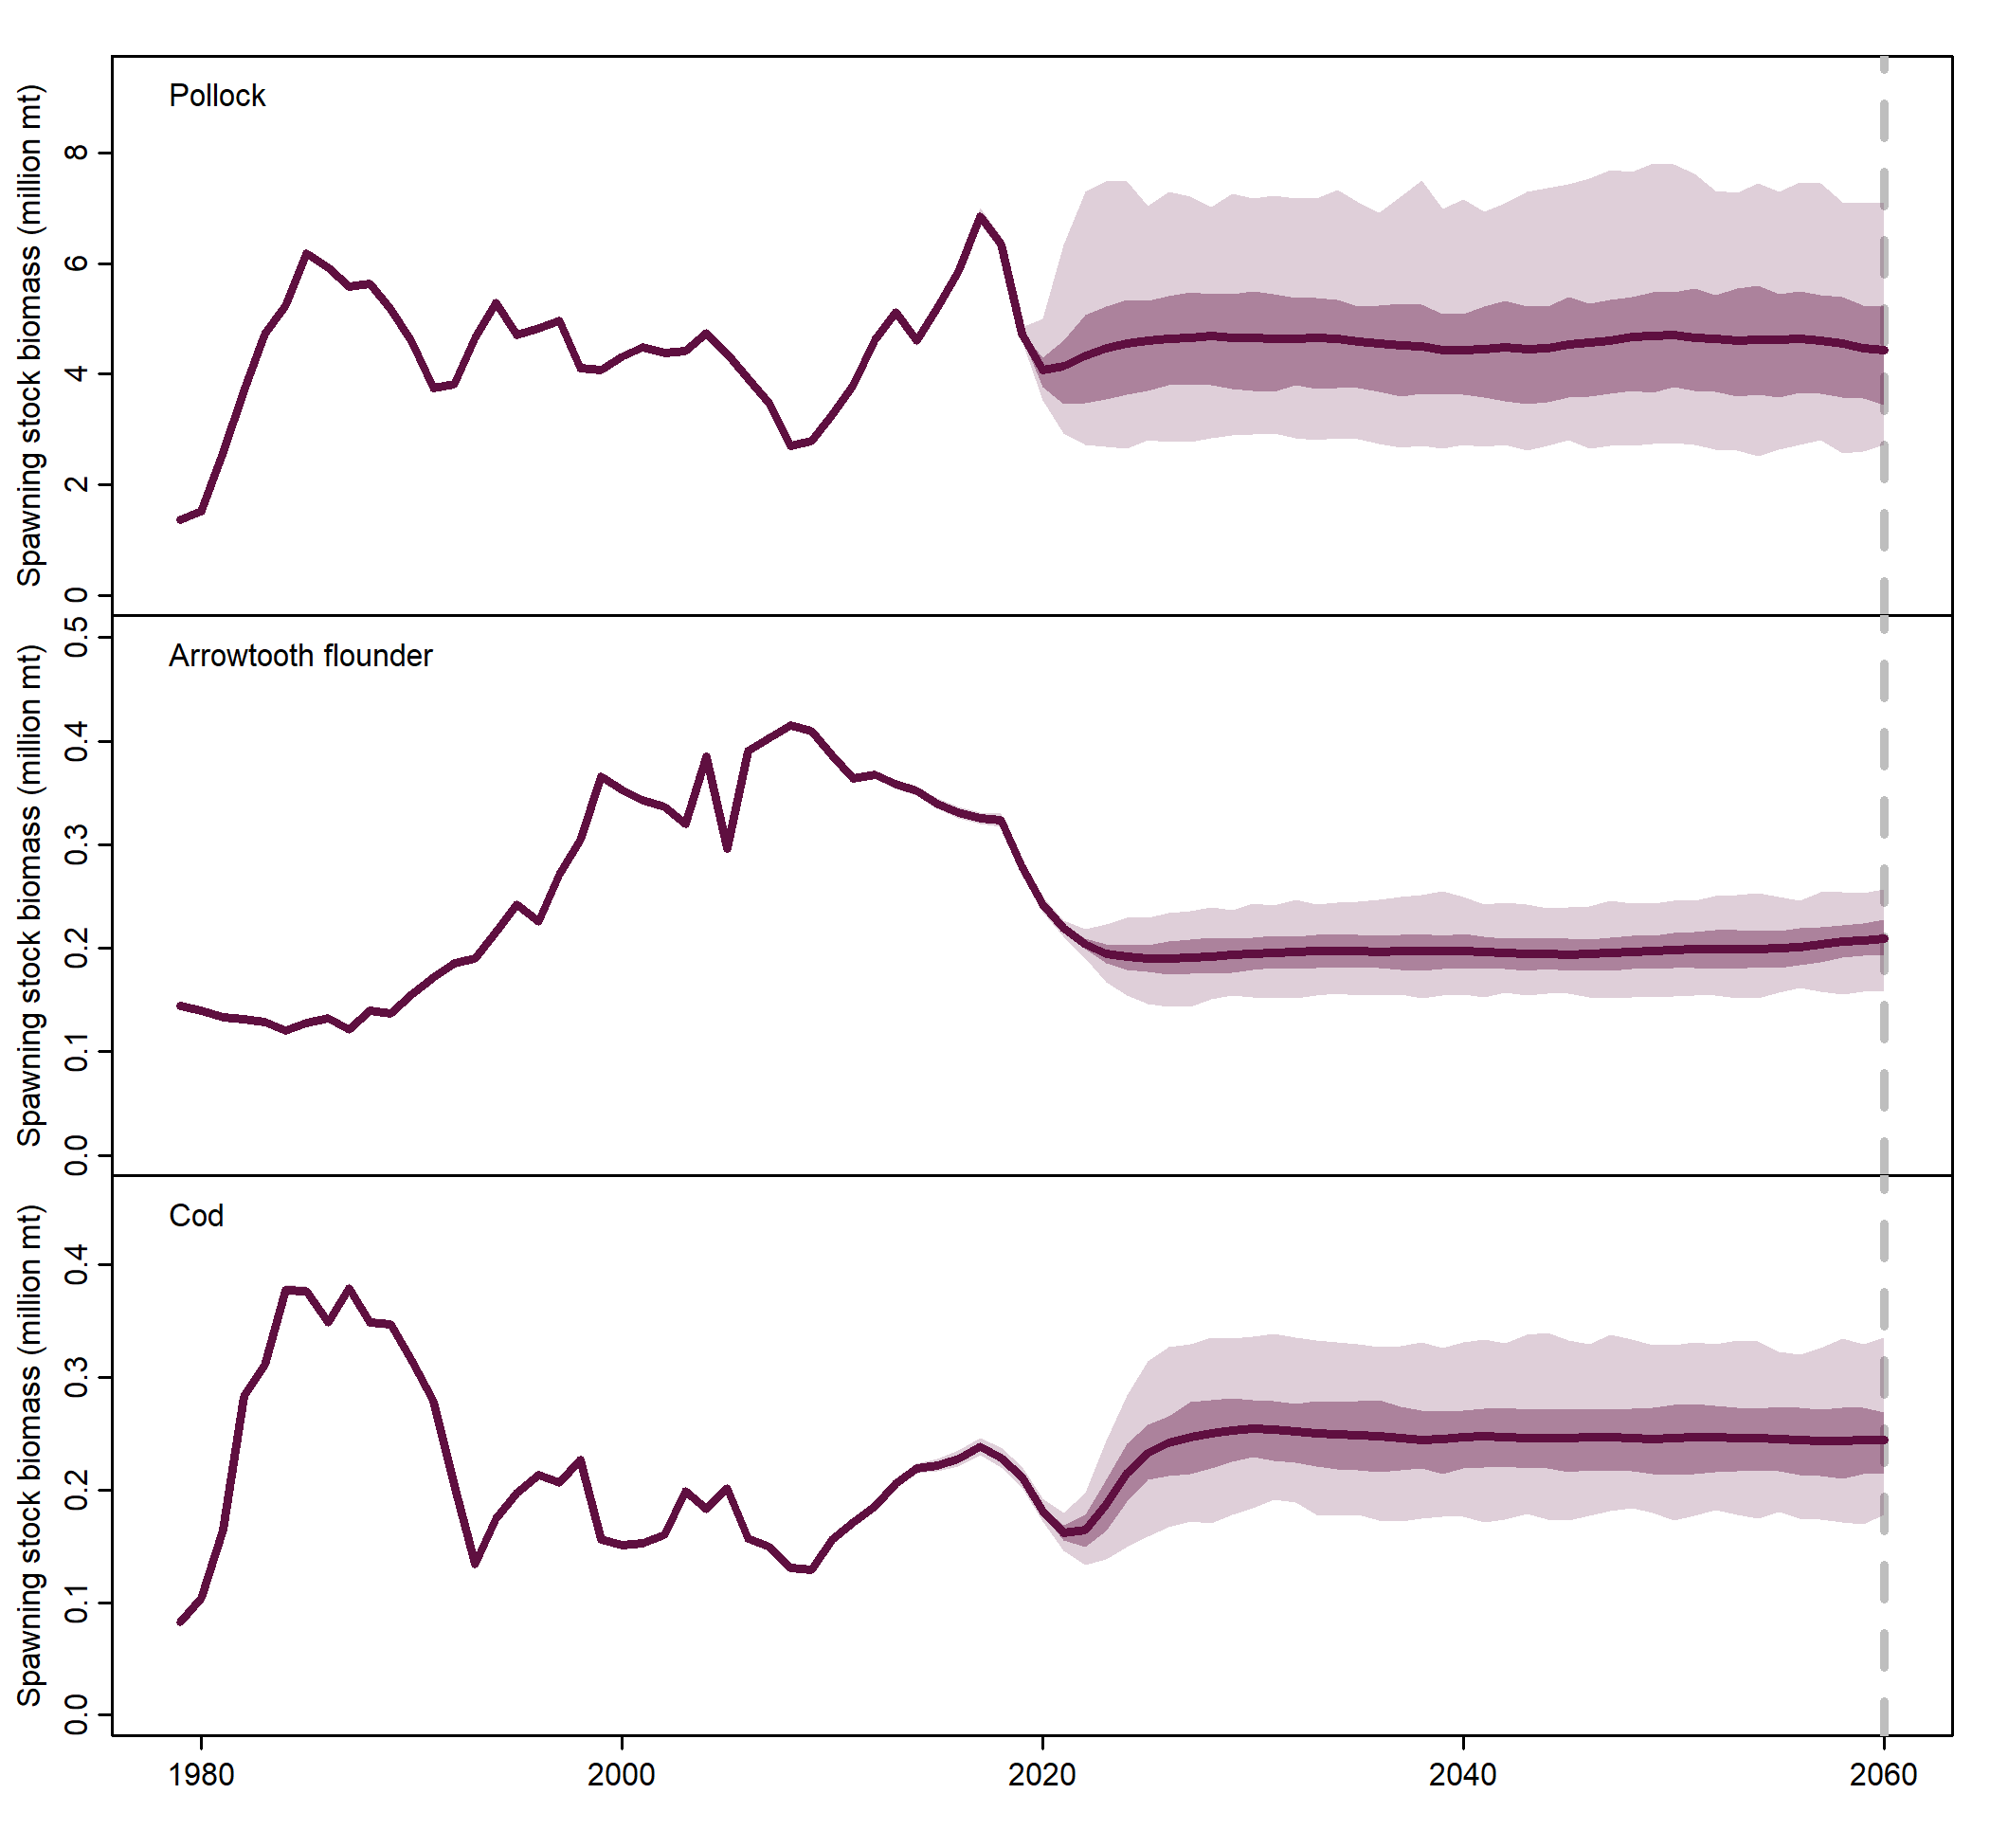 Pollock
Spawning stock biomass (million mt)
8
6
4
2
0
Arrowtooth flounder
Spawning stock biomass (million mt)
0.5
0.4
0.3
0.2
0.1
0.0
Cod
Spawning stock biomass (million mt)
0.4
0.3
0.2
0.1
0.0
1980 2000 2020 2040 2060